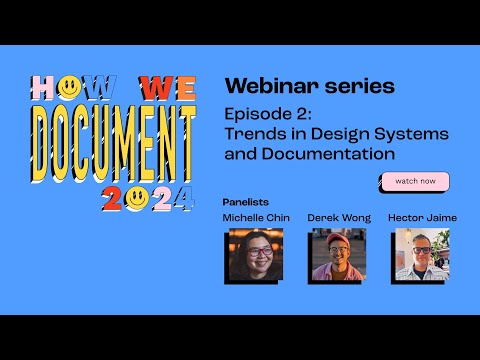 HOW WE
DOCUMENT
2024
Webinar series
Episode 2:
Trends in Design Systems
and Documentation
watch now
Panelists
Michelle Chin
Derek Wong
Hector Jaime